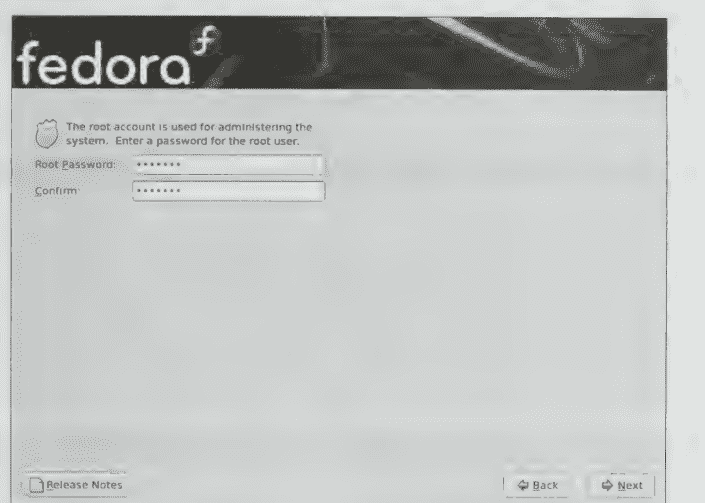 fedora f
The root account is used for administering the
system. Enter a password for the root user.
Root Password: •••••••
Confirm: •••••••
Release Notes
Back
Next